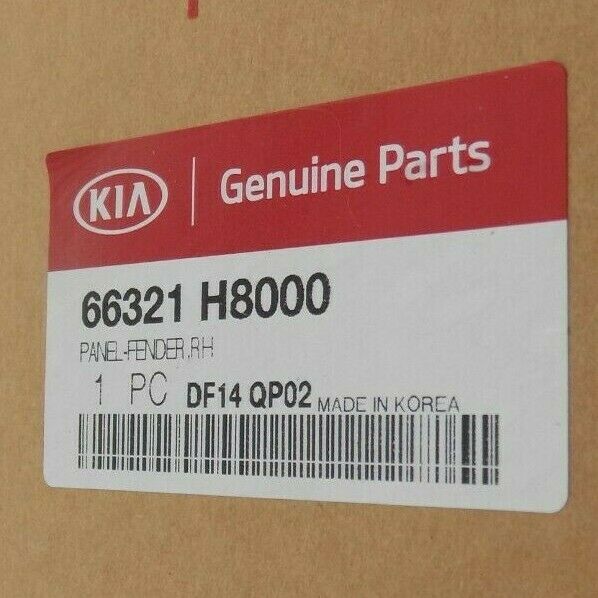 KIA Genuine Parts
66321 H8000
PANEL-FENDER,RH
1 PC DF14 QP02 MADE IN KOREA